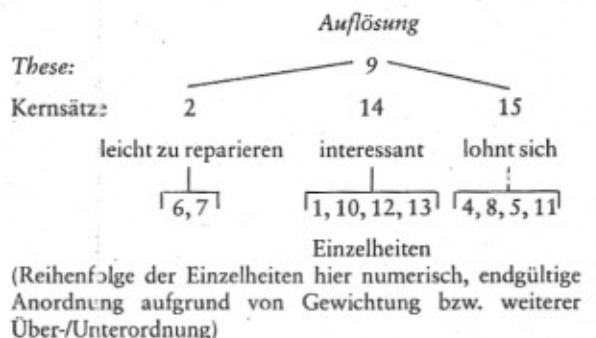 Auflösung
These: 9
Kernsätze 2 14 15
leicht zu reparieren interessant lohnt sich
6, 7 1, 10, 12, 13 4, 8, 5, 11
Einzelheiten
(Reihenfolge der Einzelheiten hier numerisch, endgültige
Anordnung aufgrund von Gewichtung bzw. weiterer
Über-/Unterordnung)